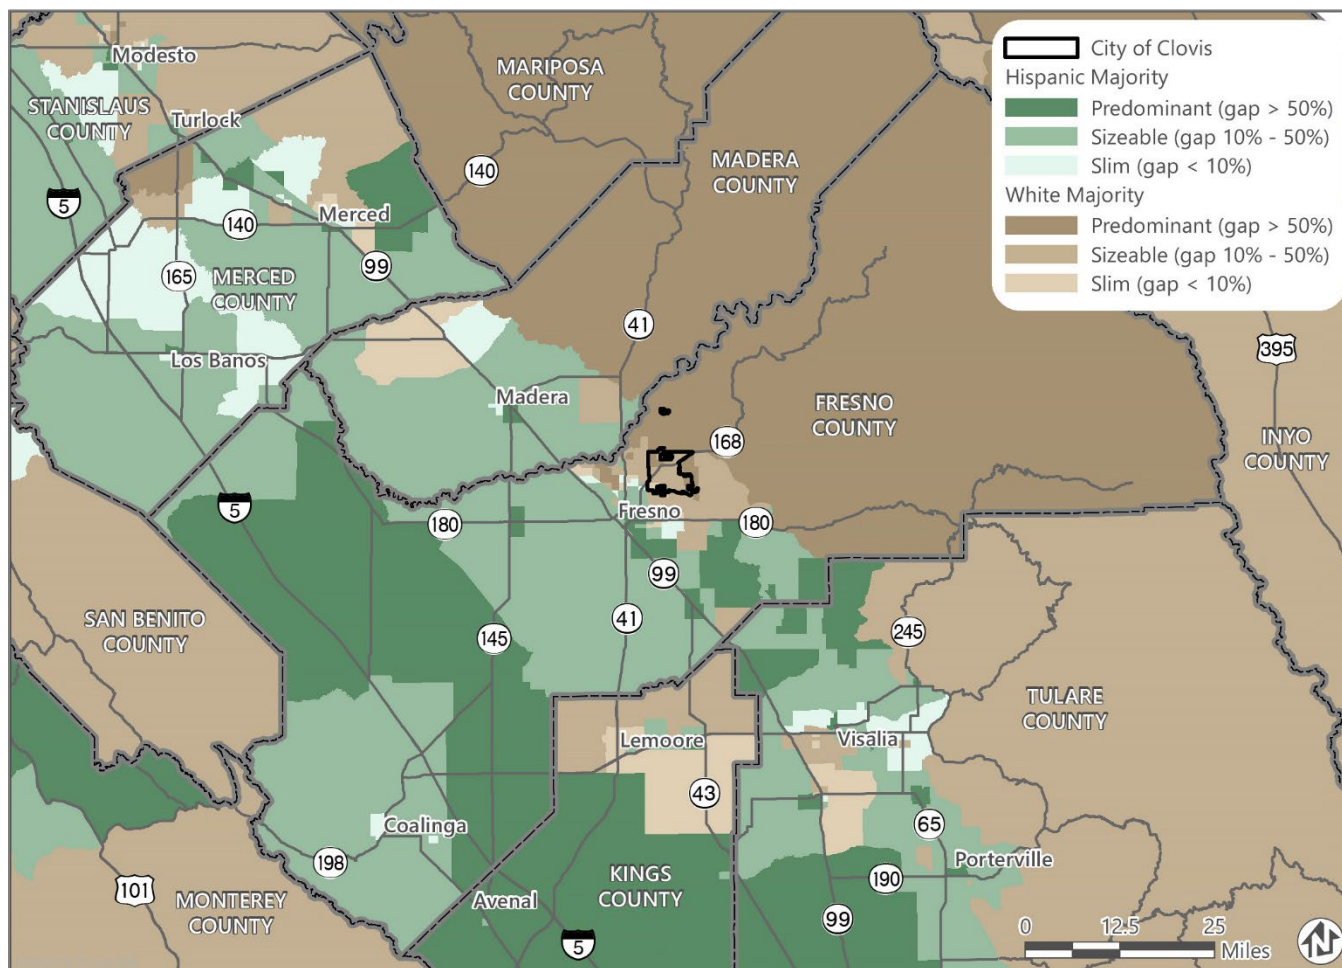 Modesto
MARIPOSA
COUNTY
STANISLAUS
COUNTY
Turlock
140
MADERA
COUNTY
5
140
Merced
165
MERCED
COUNTY
99
41
Los Banos
Madera
FRESNO
COUNTY
395
INYO
COUNTY
168
5
180
Fresno
180
99
SAN BENITO
COUNTY
145
41
245
TULARE
COUNTY
Lemoore
Visalia
43
Coalinga
65
198
Porterville
101
MONTEREY
COUNTY
Avenal
KINGS
COUNTY
190
99
5
City of Clovis
Hispanic Majority
Predominant (gap > 50%)
Sizeable (gap 10% - 50%)
Slim (gap < 10%)
White Majority
Predominant (gap > 50%)
Sizeable (gap 10% - 50%)
Slim (gap < 10%)
0 12.5 25
Miles
N